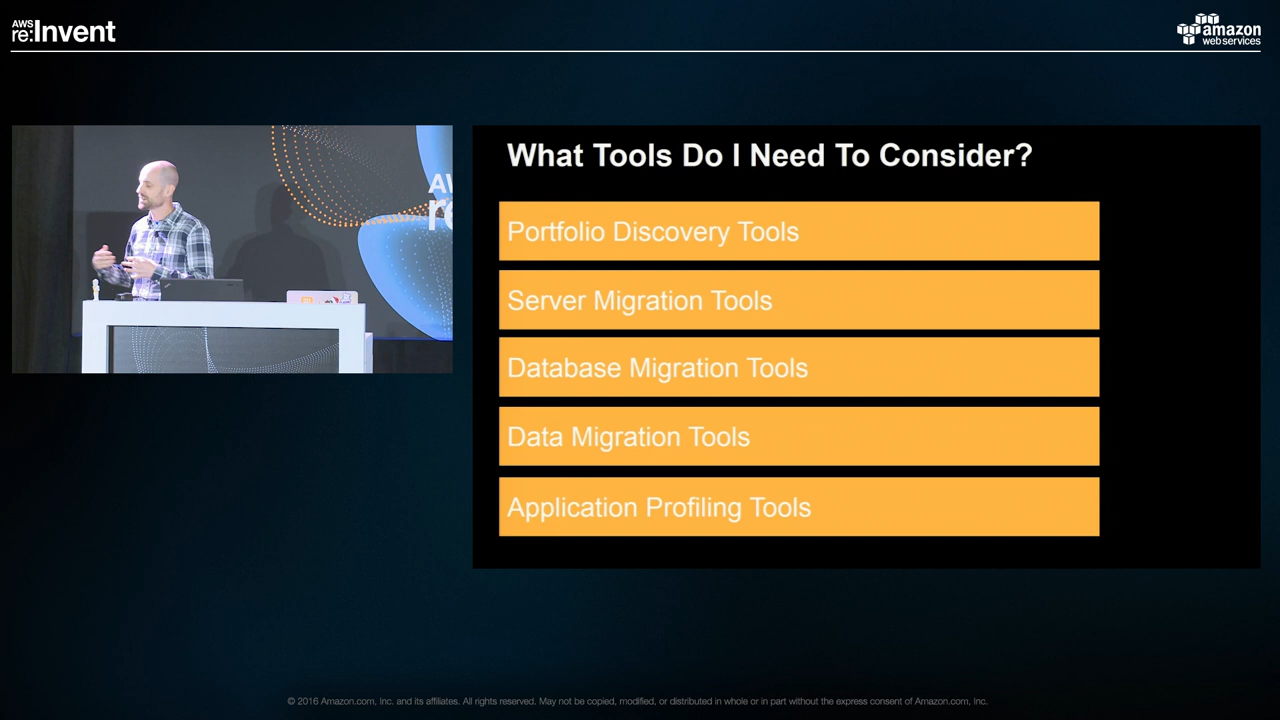 AWS
re:Invent
amazon
web services
What Tools Do I Need To Consider?
Portfolio Discovery Tools
Server Migration Tools
Database Migration Tools
Data Migration Tools
Application Profiling Tools
© 2016 Amazon.com, Inc. and its affiliates. All rights reserved. May not be copied, modified, or distributed in whole or in part without the express consent of Amazon.com, Inc.